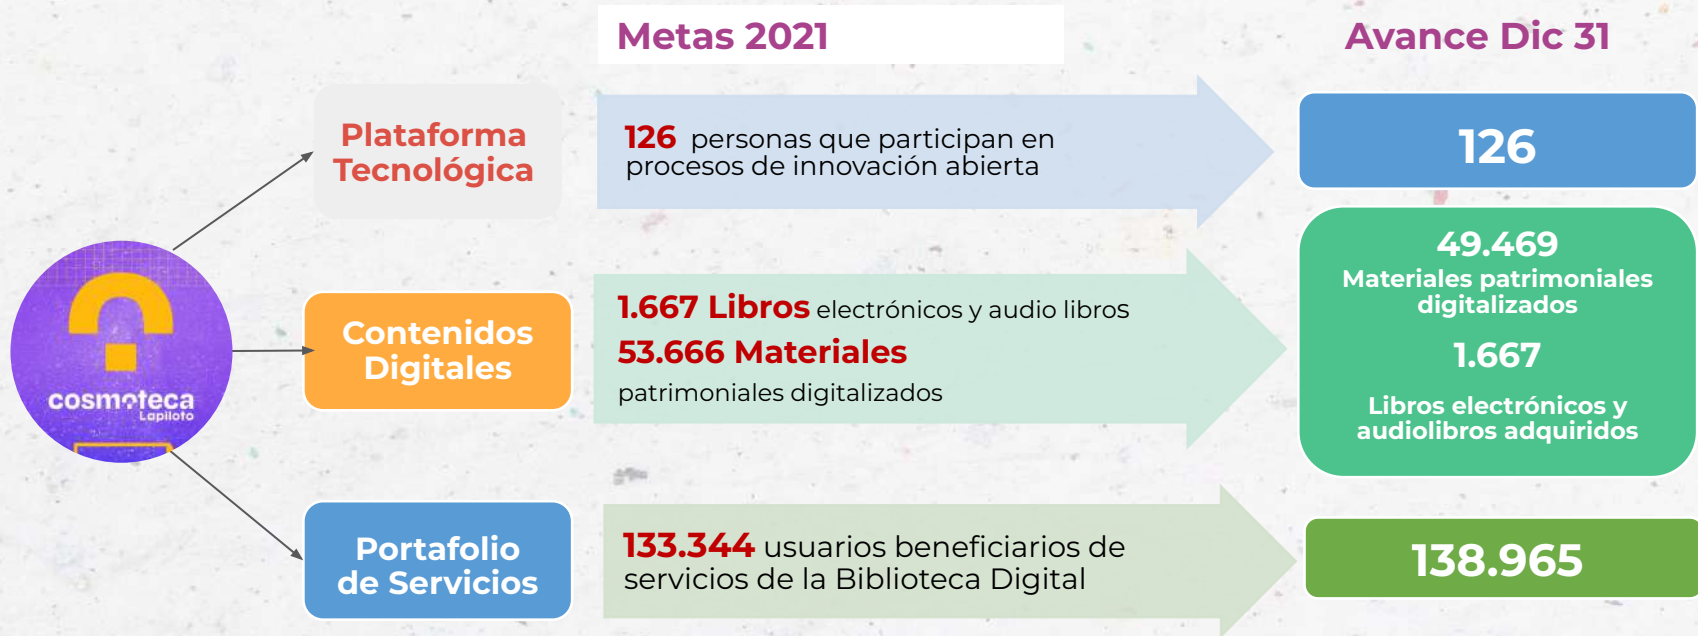 Metas 2021
Avance Dic 31
Plataforma
Tecnológica
126 personas que participan en
procesos de innovación abierta
126
cosmoteca
Lapiloto
Contenidos
Digitales
1.667 Libros electrónicos y audio libros
53.666 Materiales
patrimoniales digitalizados
49.469
Materiales patrimoniales
digitalizados
1.667
Libros electrónicos y
audiolibros adquiridos
Portafolio
de Servicios
133.344 usuarios beneficiarios de
servicios de la Biblioteca Digital
138.965